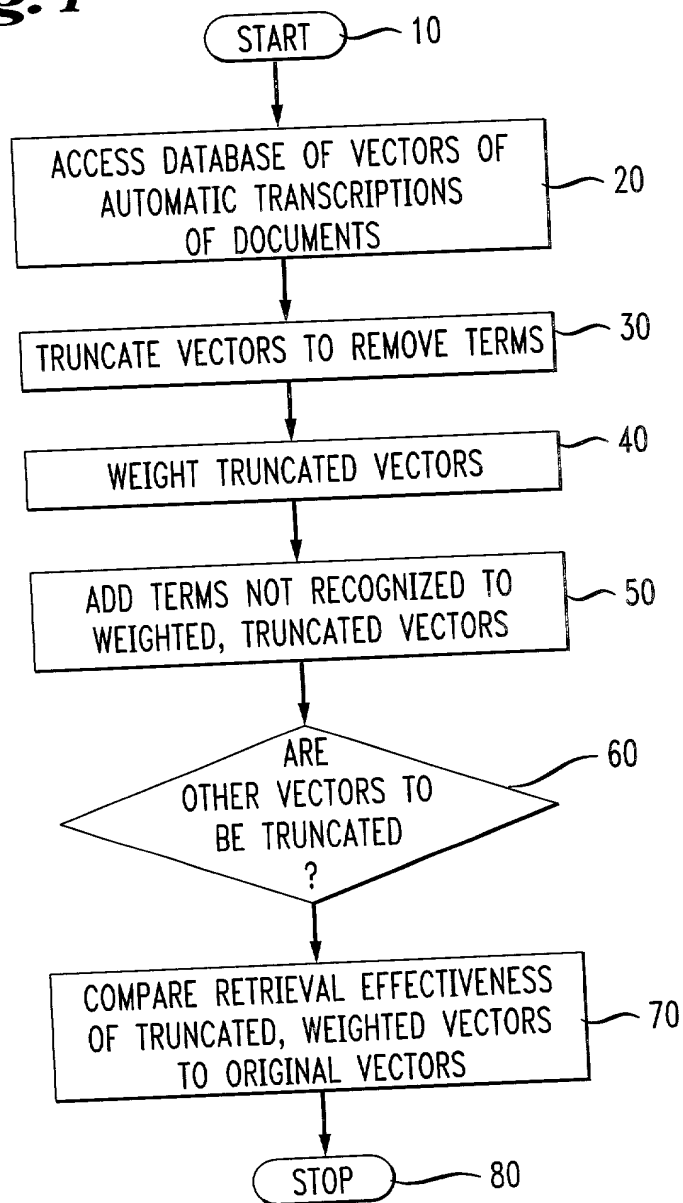 START 10
ACCESS DATABASE OF VECTORS OF
AUTOMATIC TRANSCRIPTIONS
OF DOCUMENTS
20
TRUNCATE VECTORS TO REMOVE TERMS 30
WEIGHT TRUNCATED VECTORS 40
ADD TERMS NOT RECOGNIZED TO
WEIGHTED, TRUNCATED VECTORS
50
ARE
OTHER VECTORS TO
BE TRUNCATED
?
60
COMPARE RETRIEVAL EFFECTIVENESS
OF TRUNCATED, WEIGHTED VECTORS
TO ORIGINAL VECTORS
70
STOP 80